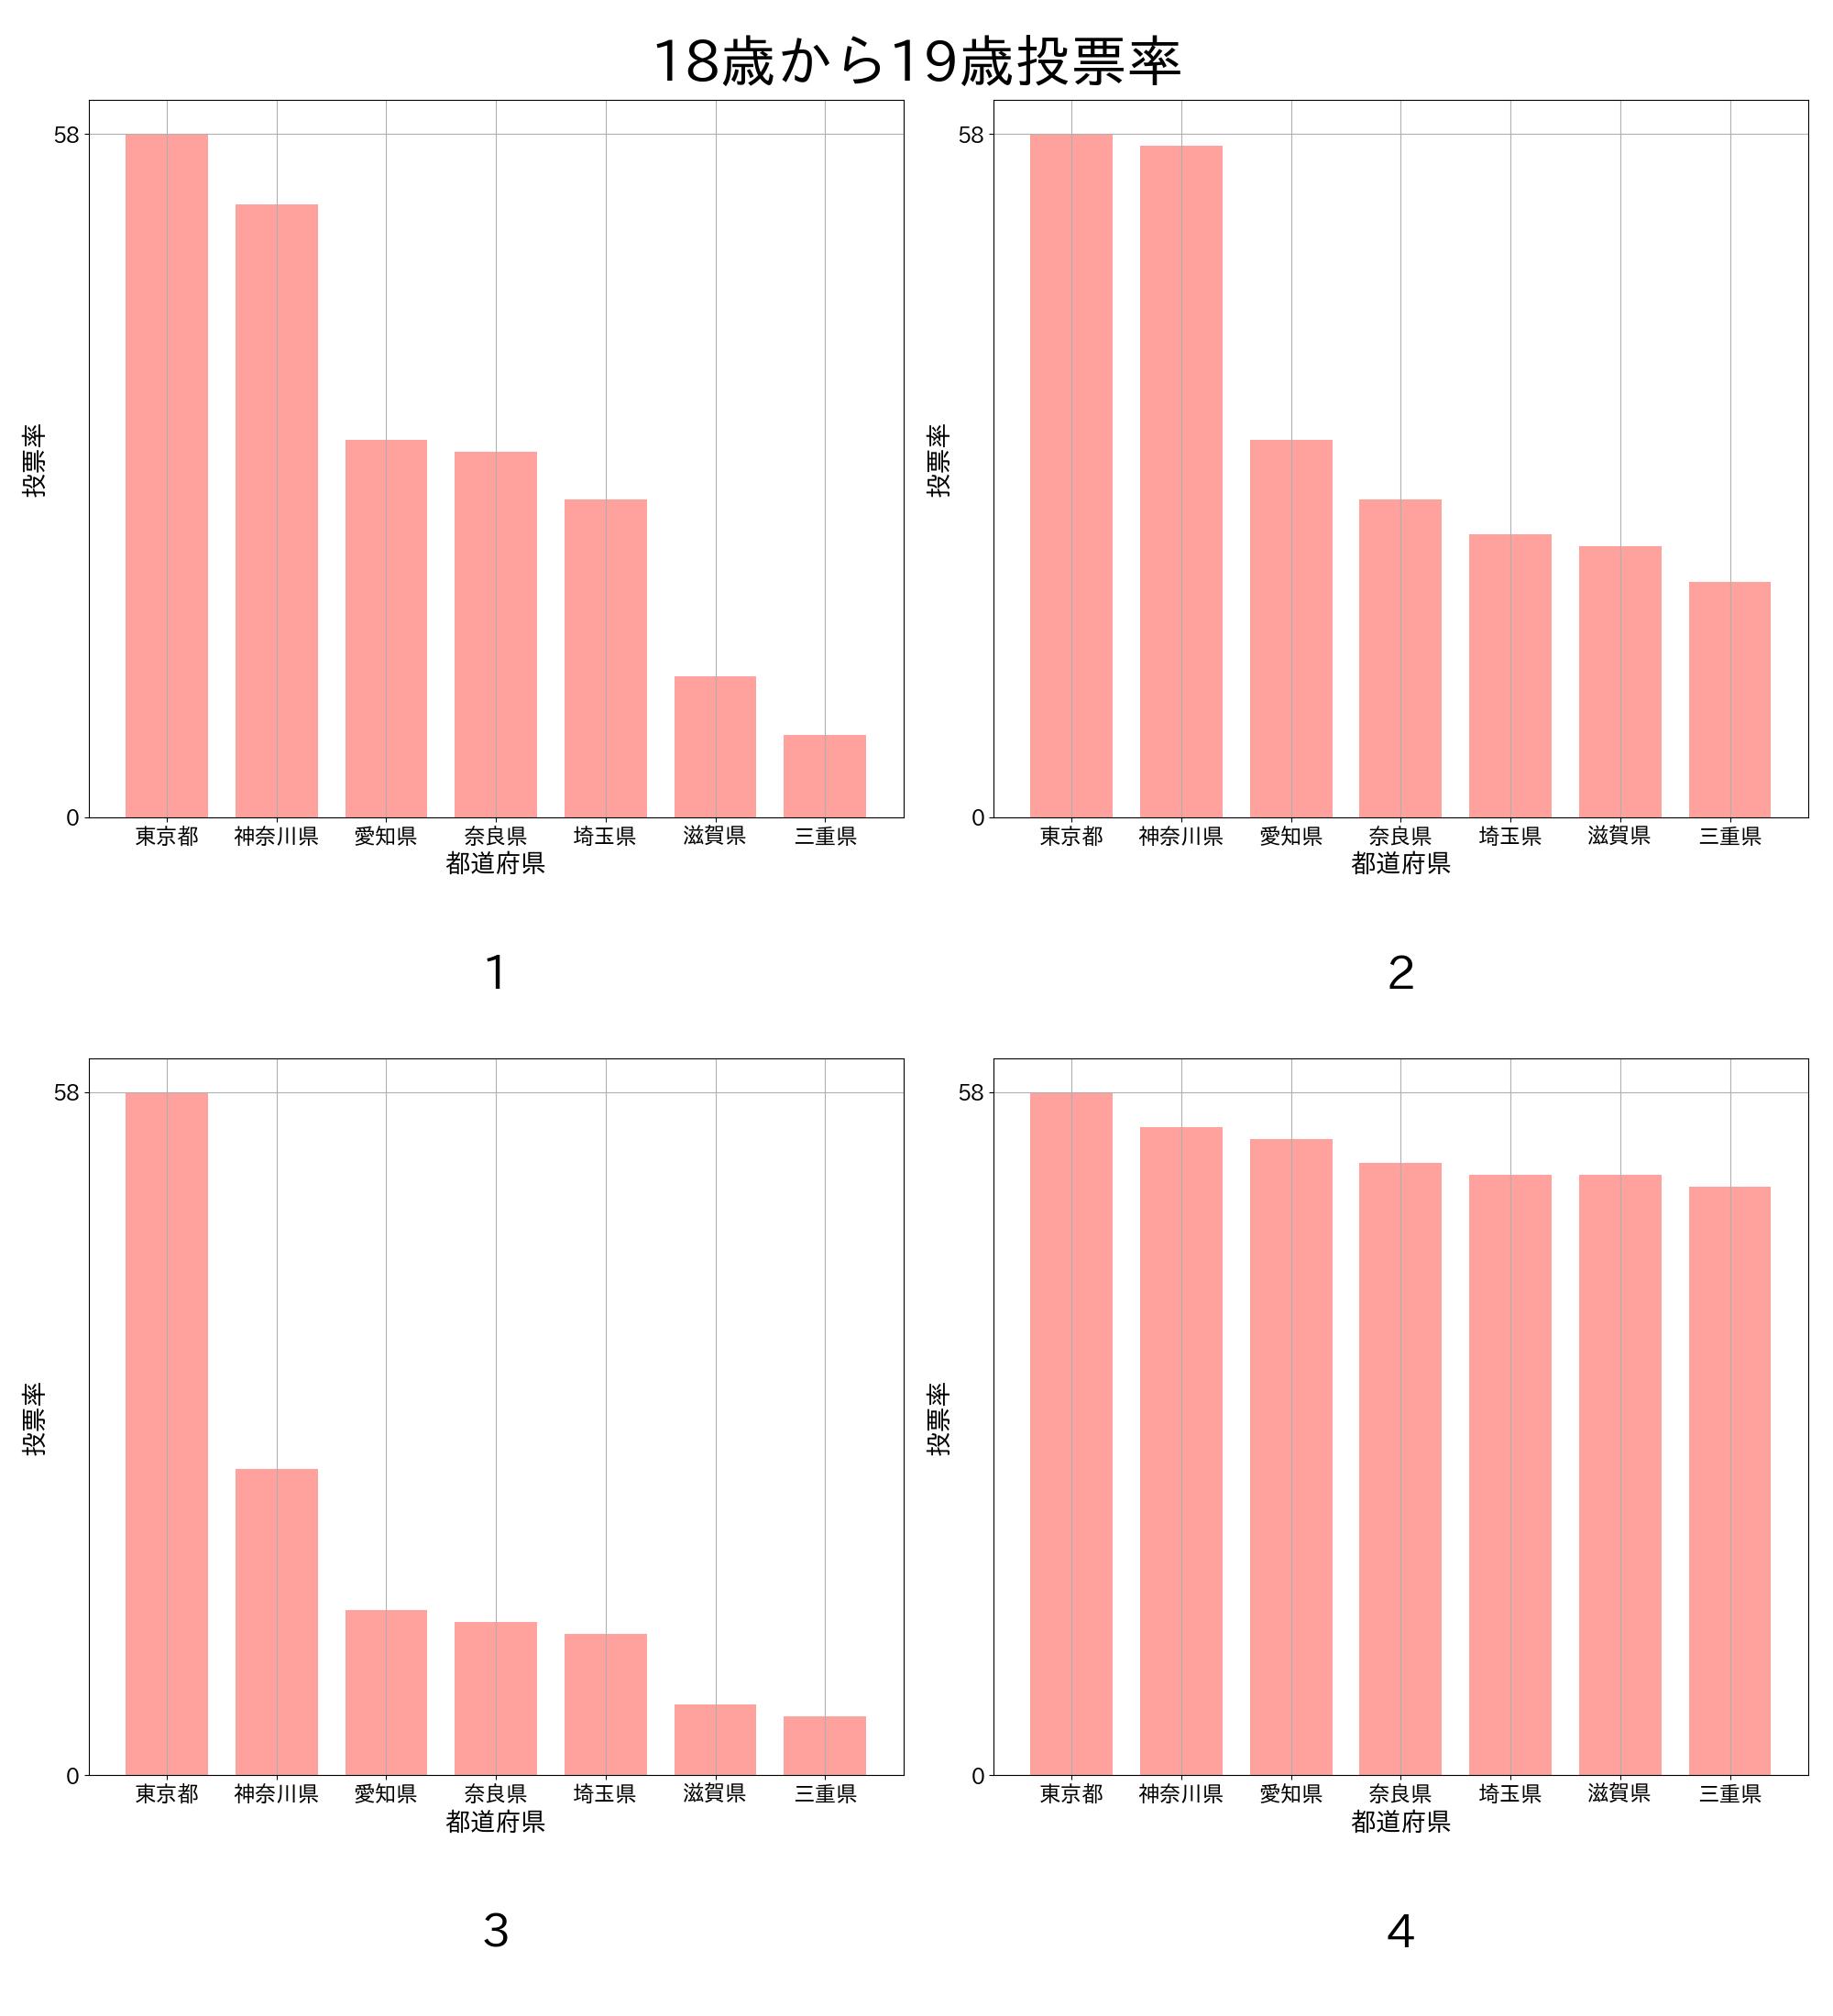 18歳から19歳投票率
58
0
投票率
東京都 神奈川県 愛知県 奈良県 埼玉県 滋賀県 三重県
都道府県
1
58
0
投票率
東京都 神奈川県 愛知県 奈良県 埼玉県 滋賀県 三重県
都道府県
2
58
0
投票率
東京都 神奈川県 愛知県 奈良県 埼玉県 滋賀県 三重県
都道府県
3
58
0
投票率
東京都 神奈川県 愛知県 奈良県 埼玉県 滋賀県 三重県
都道府県
4